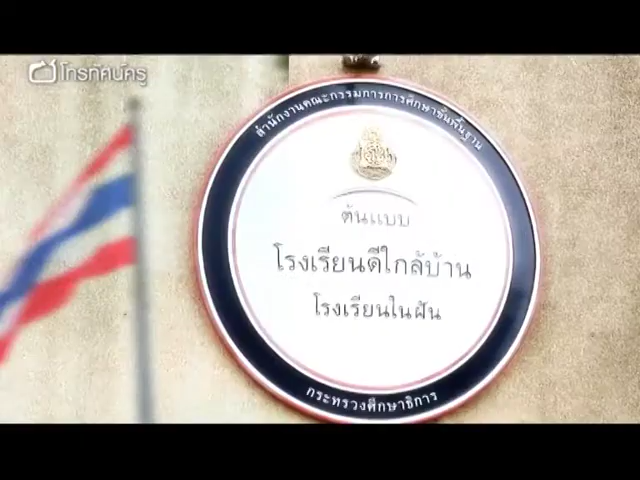 โทรทัศน์ครู
สำนักงานคณะกรรมการการศึกษาขั้นพื้นฐาน
ต้นแบบ
โรงเรียนดีใกล้บ้าน
โรงเรียนในฝัน
กระทรวงศึกษาธิการ